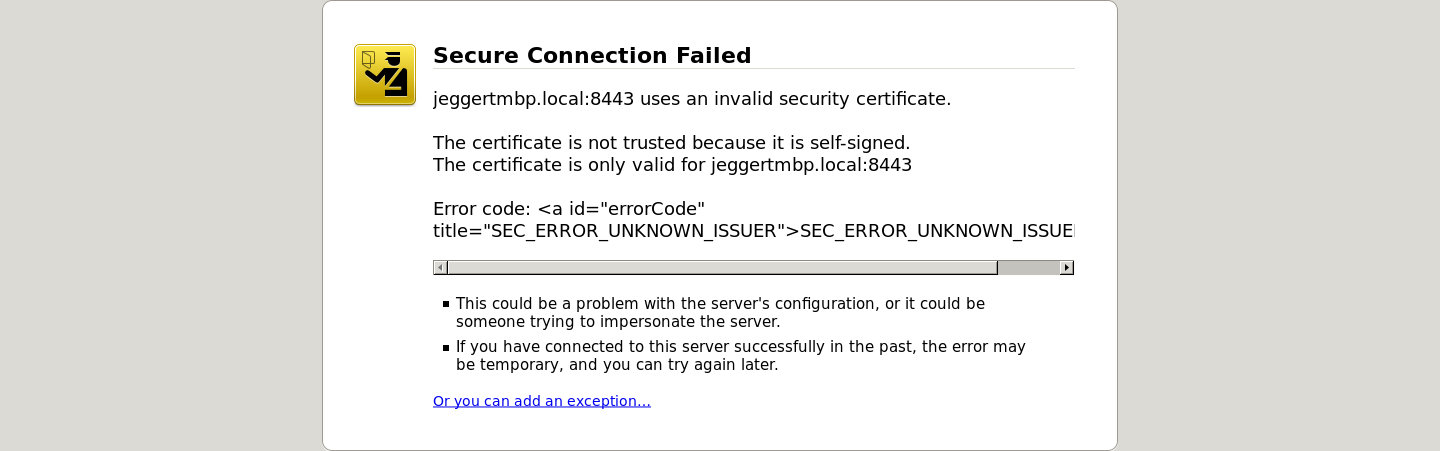 Secure Connection Failed
jeggertmbp.local:8443 uses an invalid security certificate.
The certificate is not trusted because it is self-signed.
The certificate is only valid for jeggertmbp.local:8443
Error code: <a id="errorCode"
title="SEC_ERROR_UNKNOWN_ISSUER">SEC_ERROR_UNKNOWN_ISSUE
This could be a problem with the server's configuration, or it could be
someone trying to impersonate the server.
If you have connected to this server successfully in the past, the error may
be temporary, and you can try again later.
Or you can add an exception…